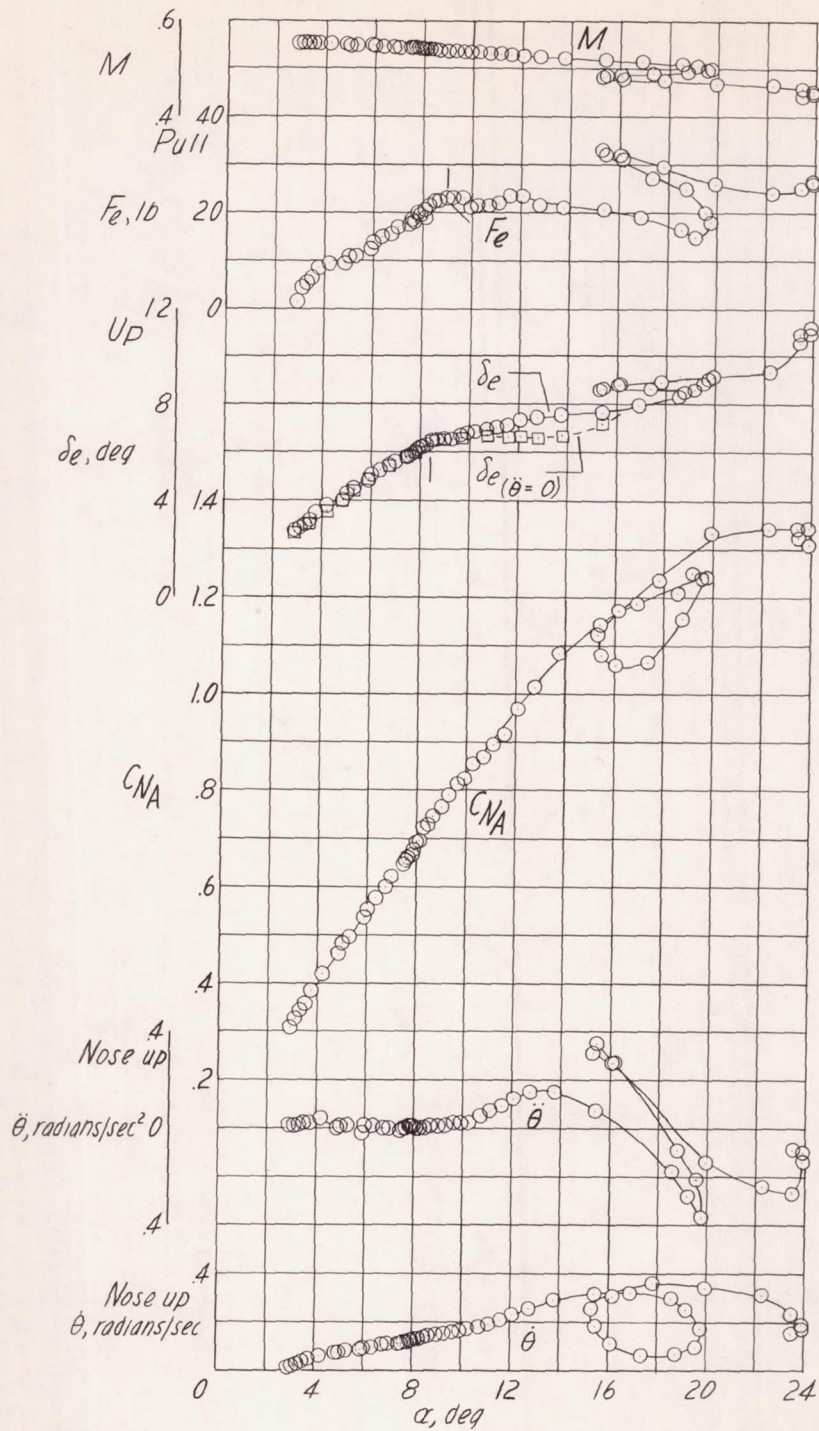 .6
M
M
.4 40
Pull
Fe, lb 20
Fe
0
Up 12
δe
8
δe, deg
δe(θ̈ = 0)
4 1.4
0 1.2
1.0
CNA .8
CNA
.6
.4
.4
Nose up
.2
θ̈, radians/sec² 0
θ̈
.4
.4
Nose up
θ̇, radians/sec
θ̇
0 4 8 12 16 20 24
α, deg